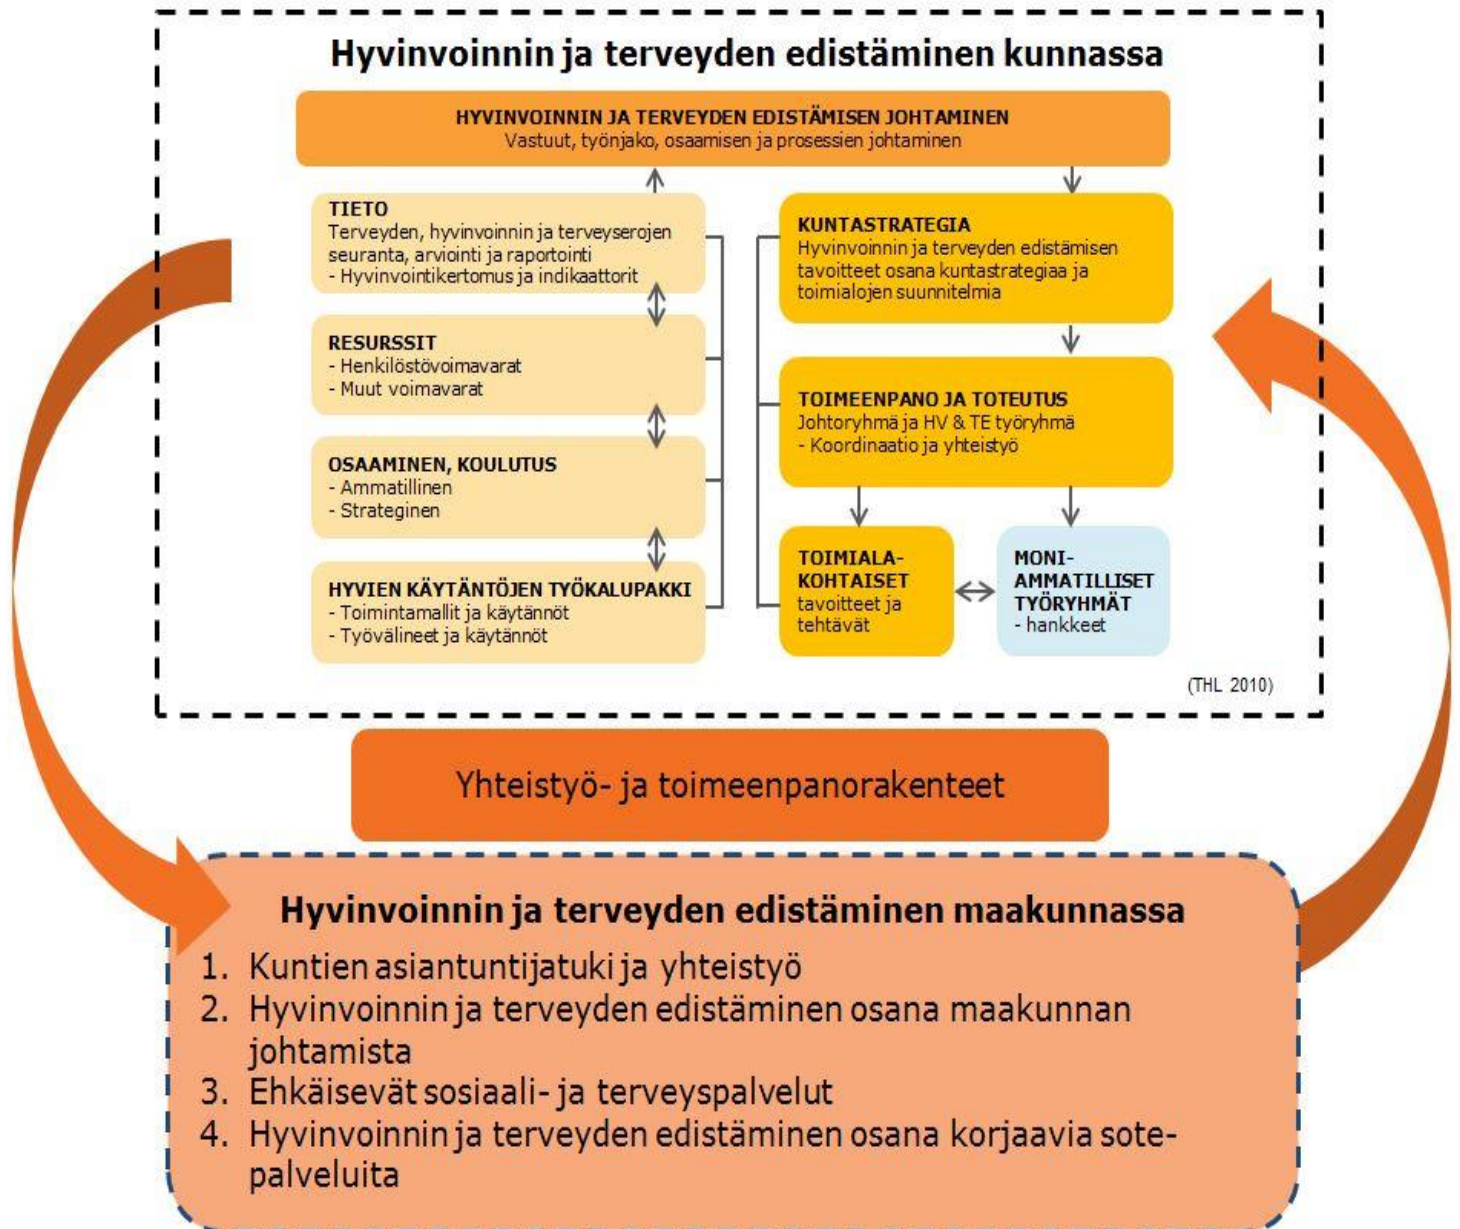 Hyvinvoinnin ja terveyden edistäminen kunnassa
HYVINVOINNIN JA TERVEYDEN EDISTÄMISEN JOHTAMINEN
Vastuut, työnjako, osaamisen ja prosessien johtaminen
TIETO
Terveyden, hyvinvoinnin ja terveyserojen
seuranta, arviointi ja raportointi
- Hyvinvointikertomus ja indikaattorit
RESURSSIT
- Henkilöstövoimavarat
- Muut voimavarat
OSAAMINEN, KOULUTUS
- Ammatillinen
- Strateginen
HYVIEN KÄYTÄNTÖJEN TYÖKALUPAKKI
- Toimintamallit ja käytännöt
- Työvälineet ja käytännöt
KUNTASTRATEGIA
Hyvinvoinnin ja terveyden edistämisen
tavoitteet osana kuntastrategiaa ja
toimialojen suunnitelmia
TOIMEENPANO JA TOTEUTUS
Johtoryhmä ja HV & TE työryhmä
- Koordinaatio ja yhteistyö
TOIMIALA-
KOHTAISET
tavoitteet ja
tehtävät
MONI-
AMMATILLISET
TYÖRYHMÄT
- hankkeet
(THL 2010)
Yhteistyö- ja toimeenpanorakenteet
Hyvinvoinnin ja terveyden edistäminen maakunnassa
1. Kuntien asiantuntijatuki ja yhteistyö
2. Hyvinvoinnin ja terveyden edistäminen osana maakunnan
johtamista
3. Ehkäisevät sosiaali- ja terveyspalvelut
4. Hyvinvoinnin ja terveyden edistäminen osana korjaavia sote-
palveluita